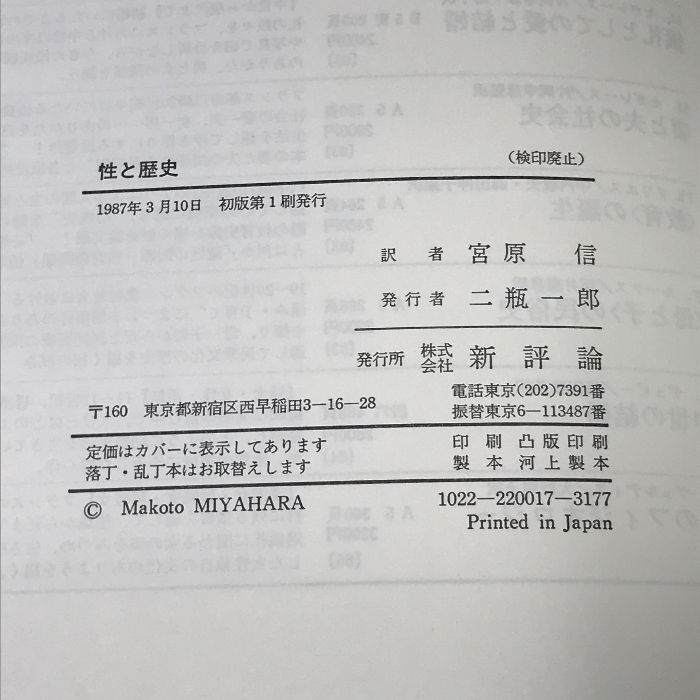 性と歴史
（検印廃止）
1987年3月10日　初版第1刷発行
訳者　宮原　信
発行者　二瓶一郎
発行所　株式会社　新評論
〒160　東京都新宿区西早稲田3―16―28
電話東京(202)7391番
振替東京6―113487番
定価はカバーに表示してあります
落丁・乱丁本はお取替えします
印刷　凸版印刷
製本　河上製本
© Makoto MIYAHARA
1022―220017―3177
Printed in Japan